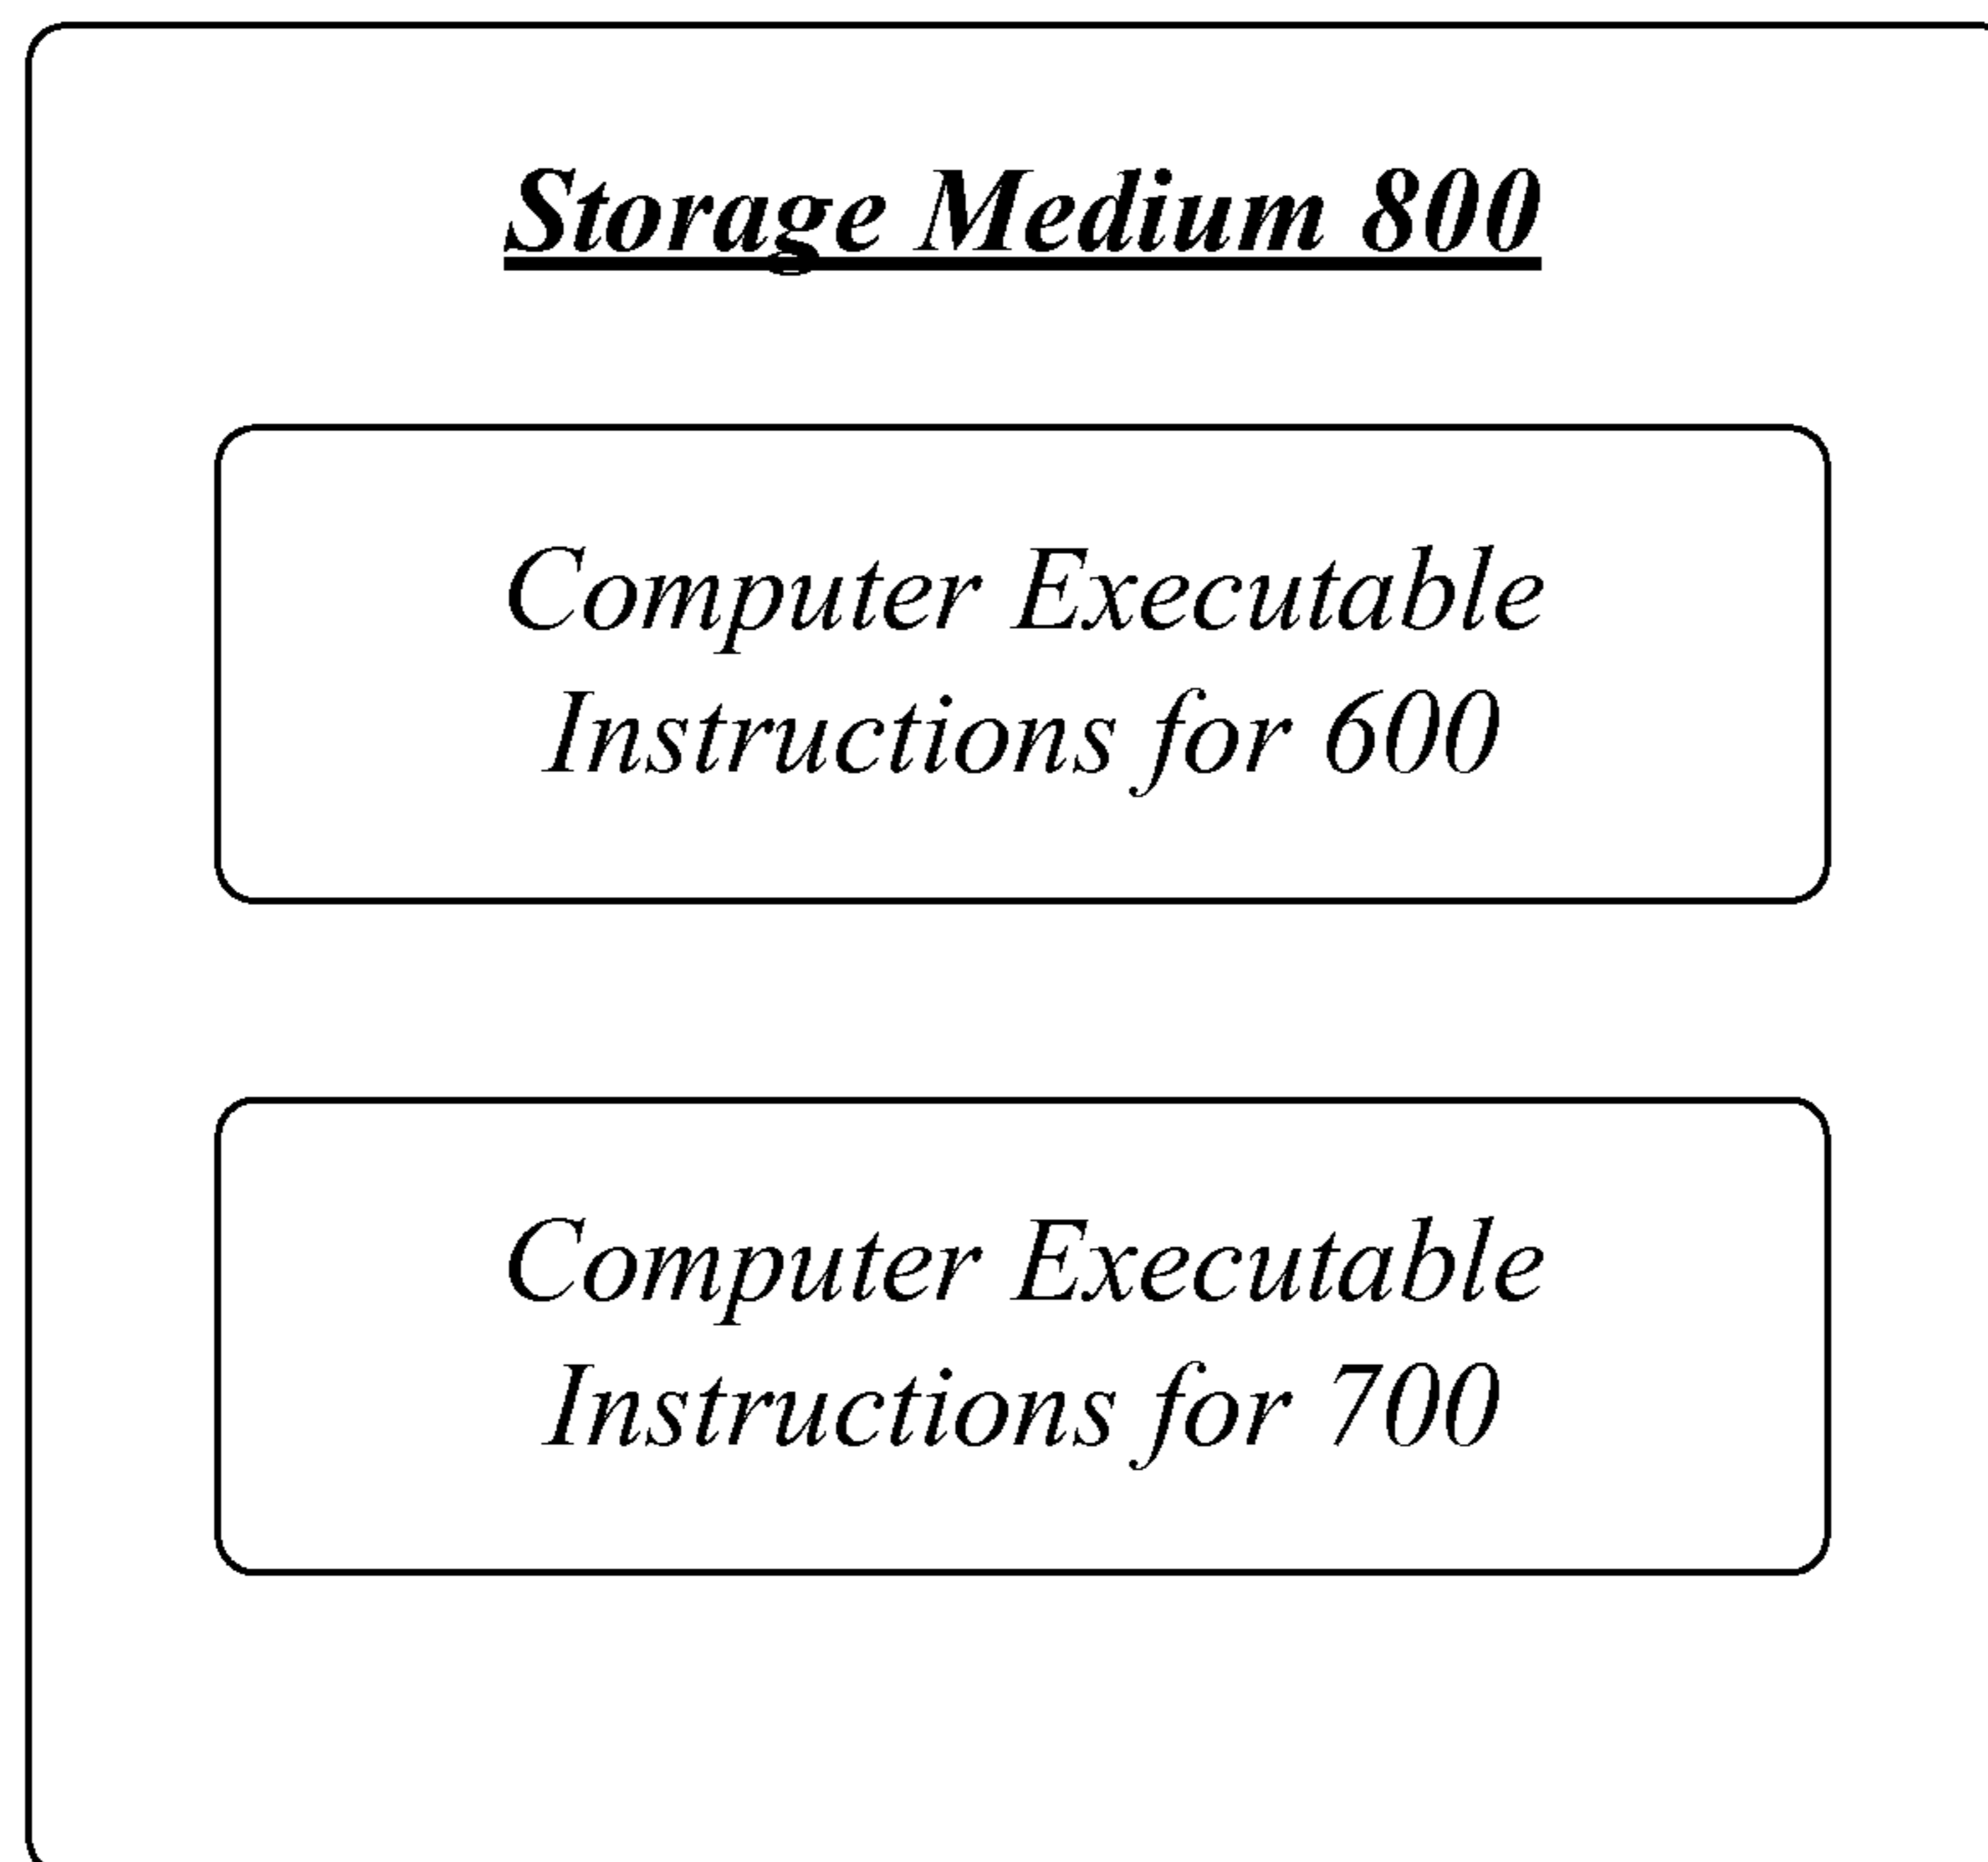 Storage Medium 800
Computer Executable
Instructions for 600
Computer Executable
Instructions for 700